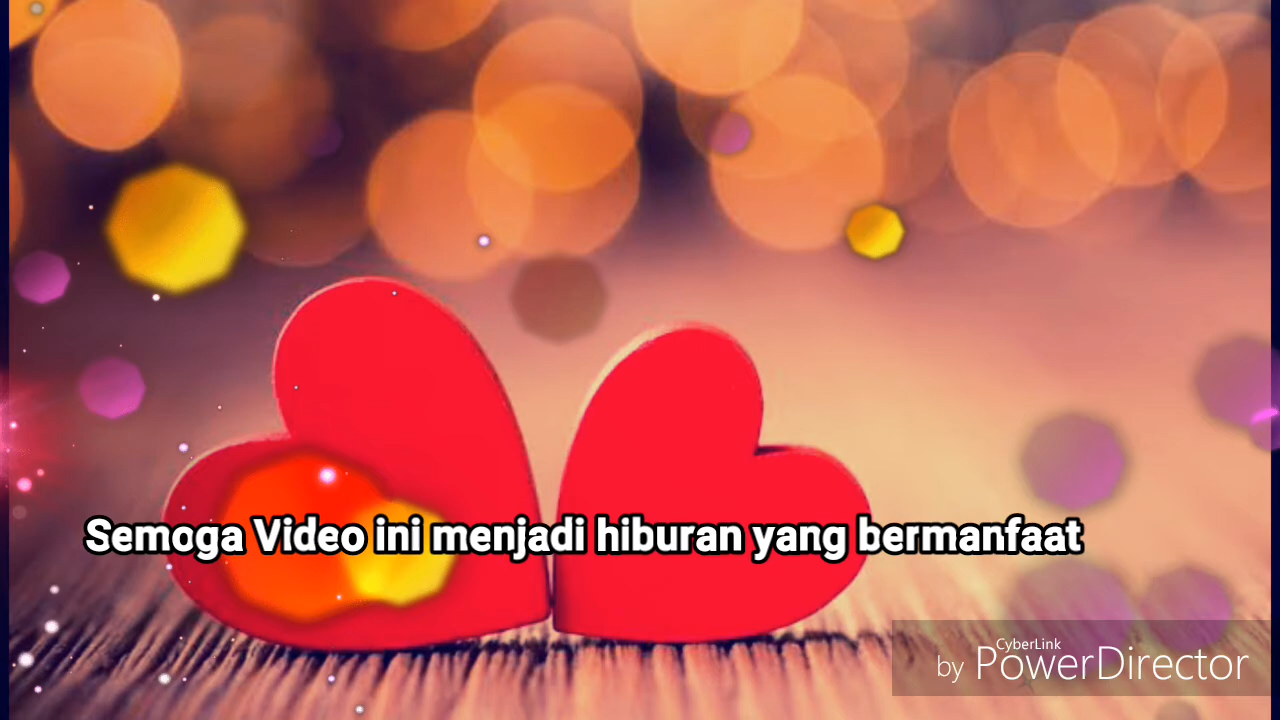 Semoga Video ini menjadi hiburan yang bermanfaat
CyberLink
by PowerDirector